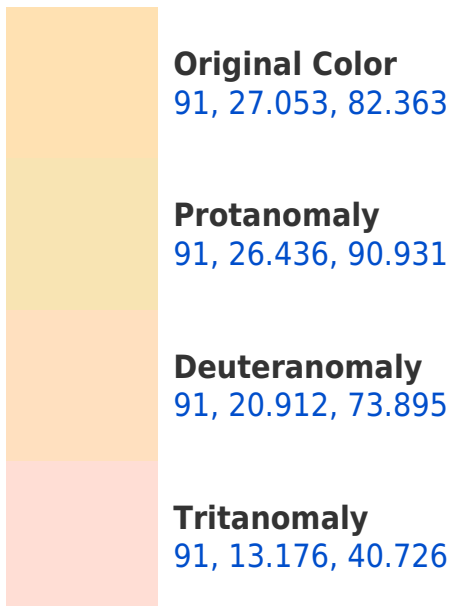 Original Color
91, 27.053, 82.363
Protanomaly
91, 26.436, 90.931
Deuteranomaly
91, 20.912, 73.895
Tritanomaly
91, 13.176, 40.726